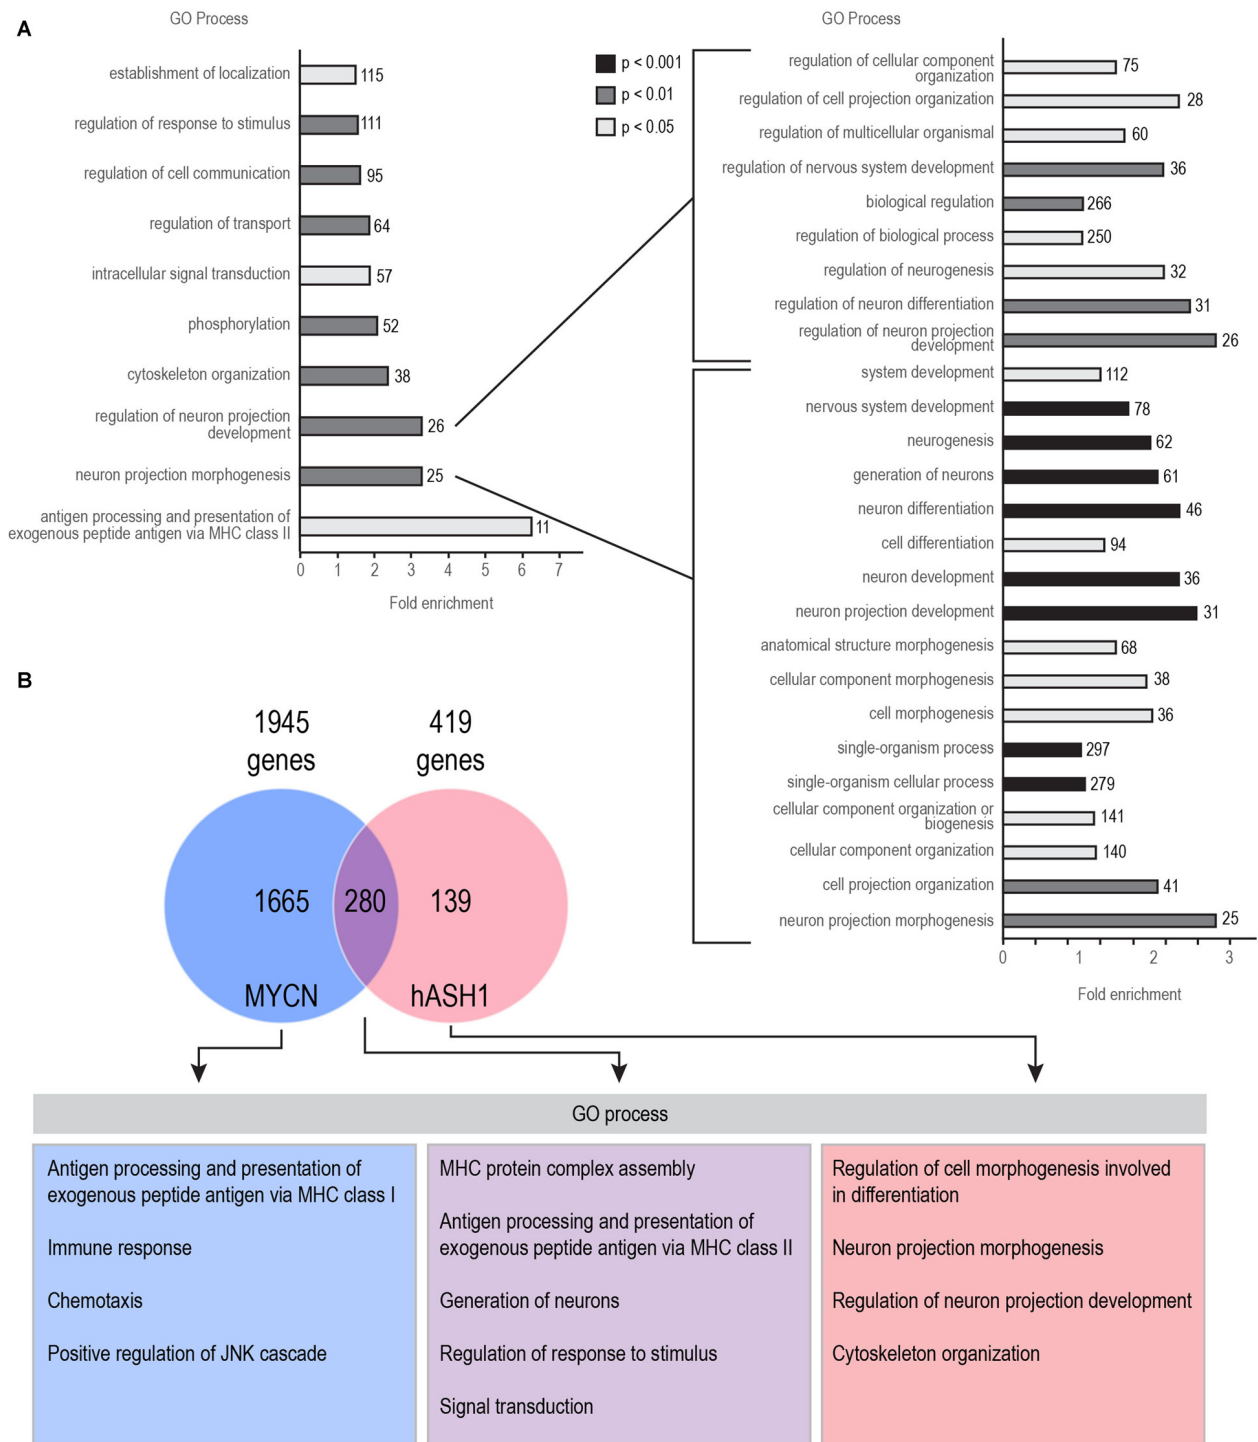 A
GO Process
establishment of localization
115
regulation of response to stimulus
111
regulation of cell communication
95
regulation of transport
64
intracellular signal transduction
57
phosphorylation
52
cytoskeleton organization
38
regulation of neuron projection
development
26
neuron projection morphogenesis
25
antigen processing and presentation of
exogenous peptide antigen via MHC class II
11
0 1 2 3 4 5 6 7
Fold enrichment
p < 0.001
p < 0.01
p < 0.05
GO Process
regulation of cellular component
organization
75
regulation of cell projection organization
28
regulation of multicellular organismal
60
regulation of nervous system development
36
biological regulation
266
regulation of biological process
250
regulation of neurogenesis
32
regulation of neuron differentiation
31
regulation of neuron projection
development
26
system development
112
nervous system development
78
neurogenesis
62
generation of neurons
61
neuron differentiation
46
cell differentiation
94
neuron development
36
neuron projection development
31
anatomical structure morphogenesis
68
cellular component morphogenesis
38
cell morphogenesis
36
single-organism process
297
single-organism cellular process
279
cellular component organization or
biogenesis
141
cellular component organization
140
cell projection organization
41
neuron projection morphogenesis
25
0 1 2 3
Fold enrichment
B
1945
genes
419
genes
1665
280
139
MYCN
hASH1
GO process
Antigen processing and presentation of
exogenous peptide antigen via MHC class I
Immune response
Chemotaxis
Positive regulation of JNK cascade
MHC protein complex assembly
Antigen processing and presentation of
exogenous peptide antigen via MHC class II
Generation of neurons
Regulation of response to stimulus
Signal transduction
Regulation of cell morphogenesis involved
in differentiation
Neuron projection morphogenesis
Regulation of neuron projection development
Cytoskeleton organization